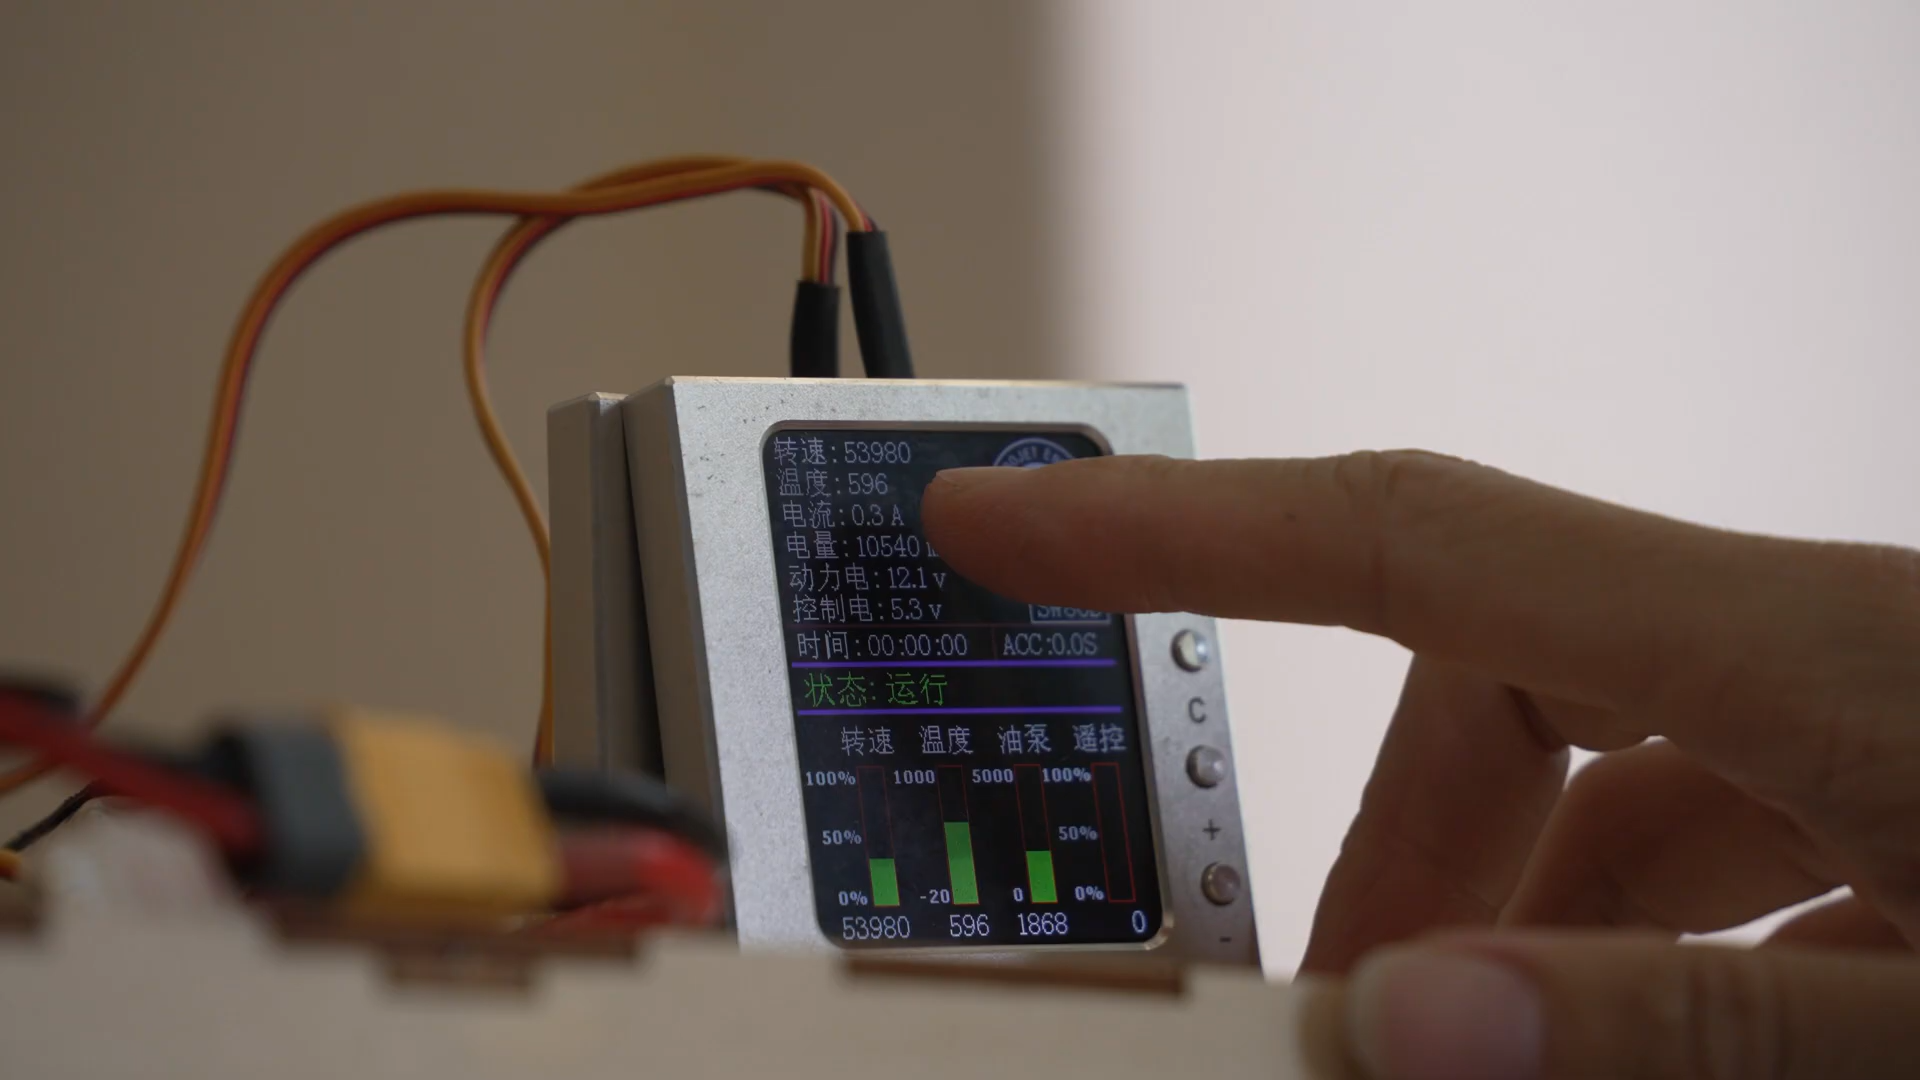 转速:53980
温度:596
电流:0.3 A
电量:10540
动力电:12.1 v
控制电:5.3 v
时间:00:00:00 ACC:0.0S
状态:运行
转速 温度 油泵 遥控
100% 1000 5000 100%
50% 50%
0% -20 0 0%
53980 596 1868 0
C
+
-